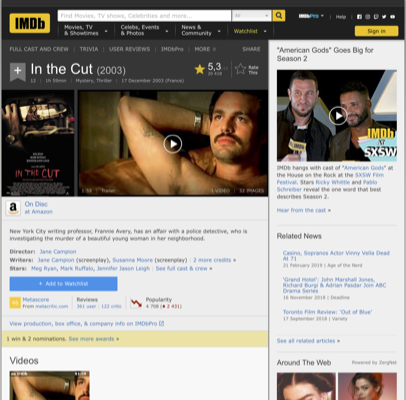 IMDb
Find Movies, TV shows, Celebrities and more...
All
IMDbPro
Help
Movies, TV
& Showtimes
Celebs, Events
& Photos
News &
Community
Watchlist
Sign in
FULL CAST AND CREW | TRIVIA | USER REVIEWS | IMDbPro | MORE
SHARE
In the Cut (2003)
12 | 1h 59min | Mystery, Thriller | 17 December 2003 (France)
5,3
Rate
This
IN THE CUT
1:50 | Trailer
1 VIDEO | 32 IMAGES
On Disc
at Amazon
New York City writing professor, Frannie Avery, has an affair with a police detective, who is
investigating the murder of a beautiful young woman in her neighborhood.
Director: Jane Campion
Writers: Jane Campion (screenplay), Susanna Moore (screenplay) | 2 more credits »
Stars: Meg Ryan, Mark Ruffalo, Jennifer Jason Leigh | See full cast & crew »
+ Add to Watchlist
Metascore
From metacritic.com
Reviews
361 user | 122 critic
Popularity
4 708
View production, box office, & company info on IMDbPro
1 win & 2 nominations. See more awards »
Videos
"American Gods" Goes Big for
Season 2
IMDb
at
SXSW
IMDb hangs with cast of "American Gods" at
the House on the Rock at the SXSW Film
Festival. Stars Ricky Whittle and Pablo
Schreiber reveal the one word that best
describes Season 2.
Hear from the cast »
Related News
Casino, Sopranos Actor Vinny Vella Dead
At 71
21 February 2019 | Age of the Nerd
'Grand Hotel': John Marshall Jones,
Richard Burgi & Adrian Pasdar Join ABC
Drama Series
16 November 2018 | Deadline
Toronto Film Review: 'Out of Blue'
17 September 2018 | Variety
See all related articles »
Around The Web
Powered by ZergNet